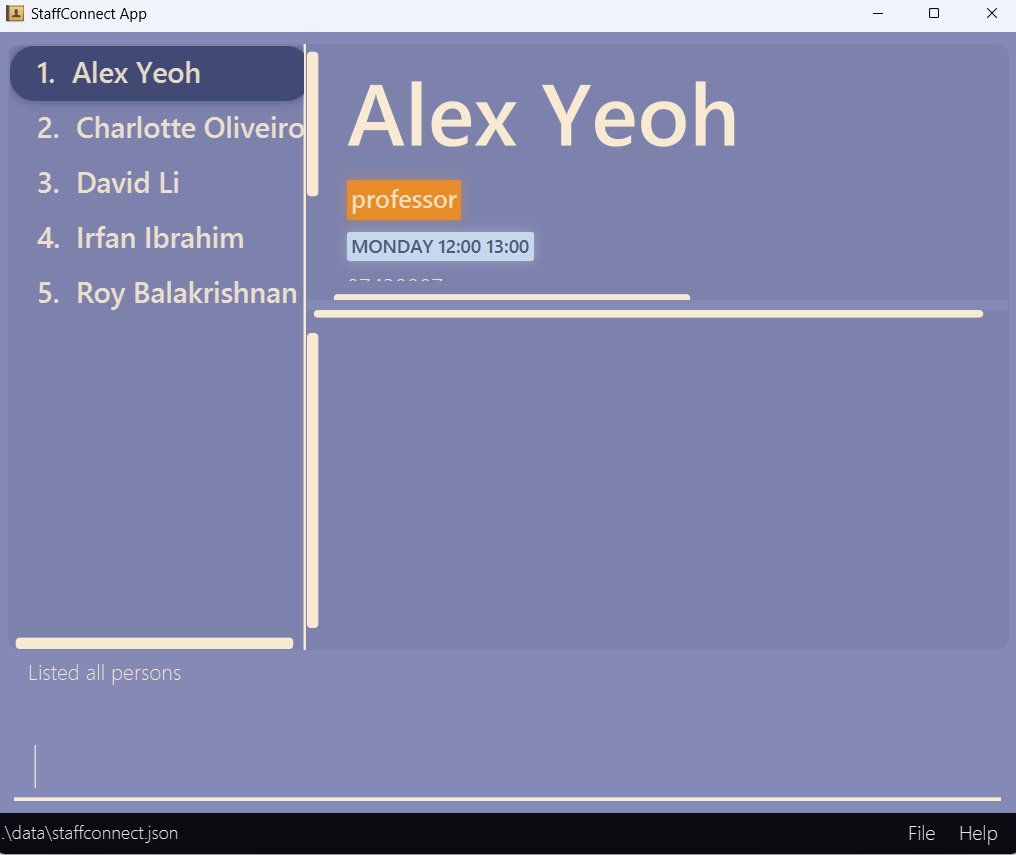 StaffConnect App
1. Alex Yeoh
2. Charlotte Oliveiro
3. David Li
4. Irfan Ibrahim
5. Roy Balakrishnan
Alex Yeoh
professor
MONDAY 12:00 13:00
Listed all persons
.\data\staffconnect.json
File Help